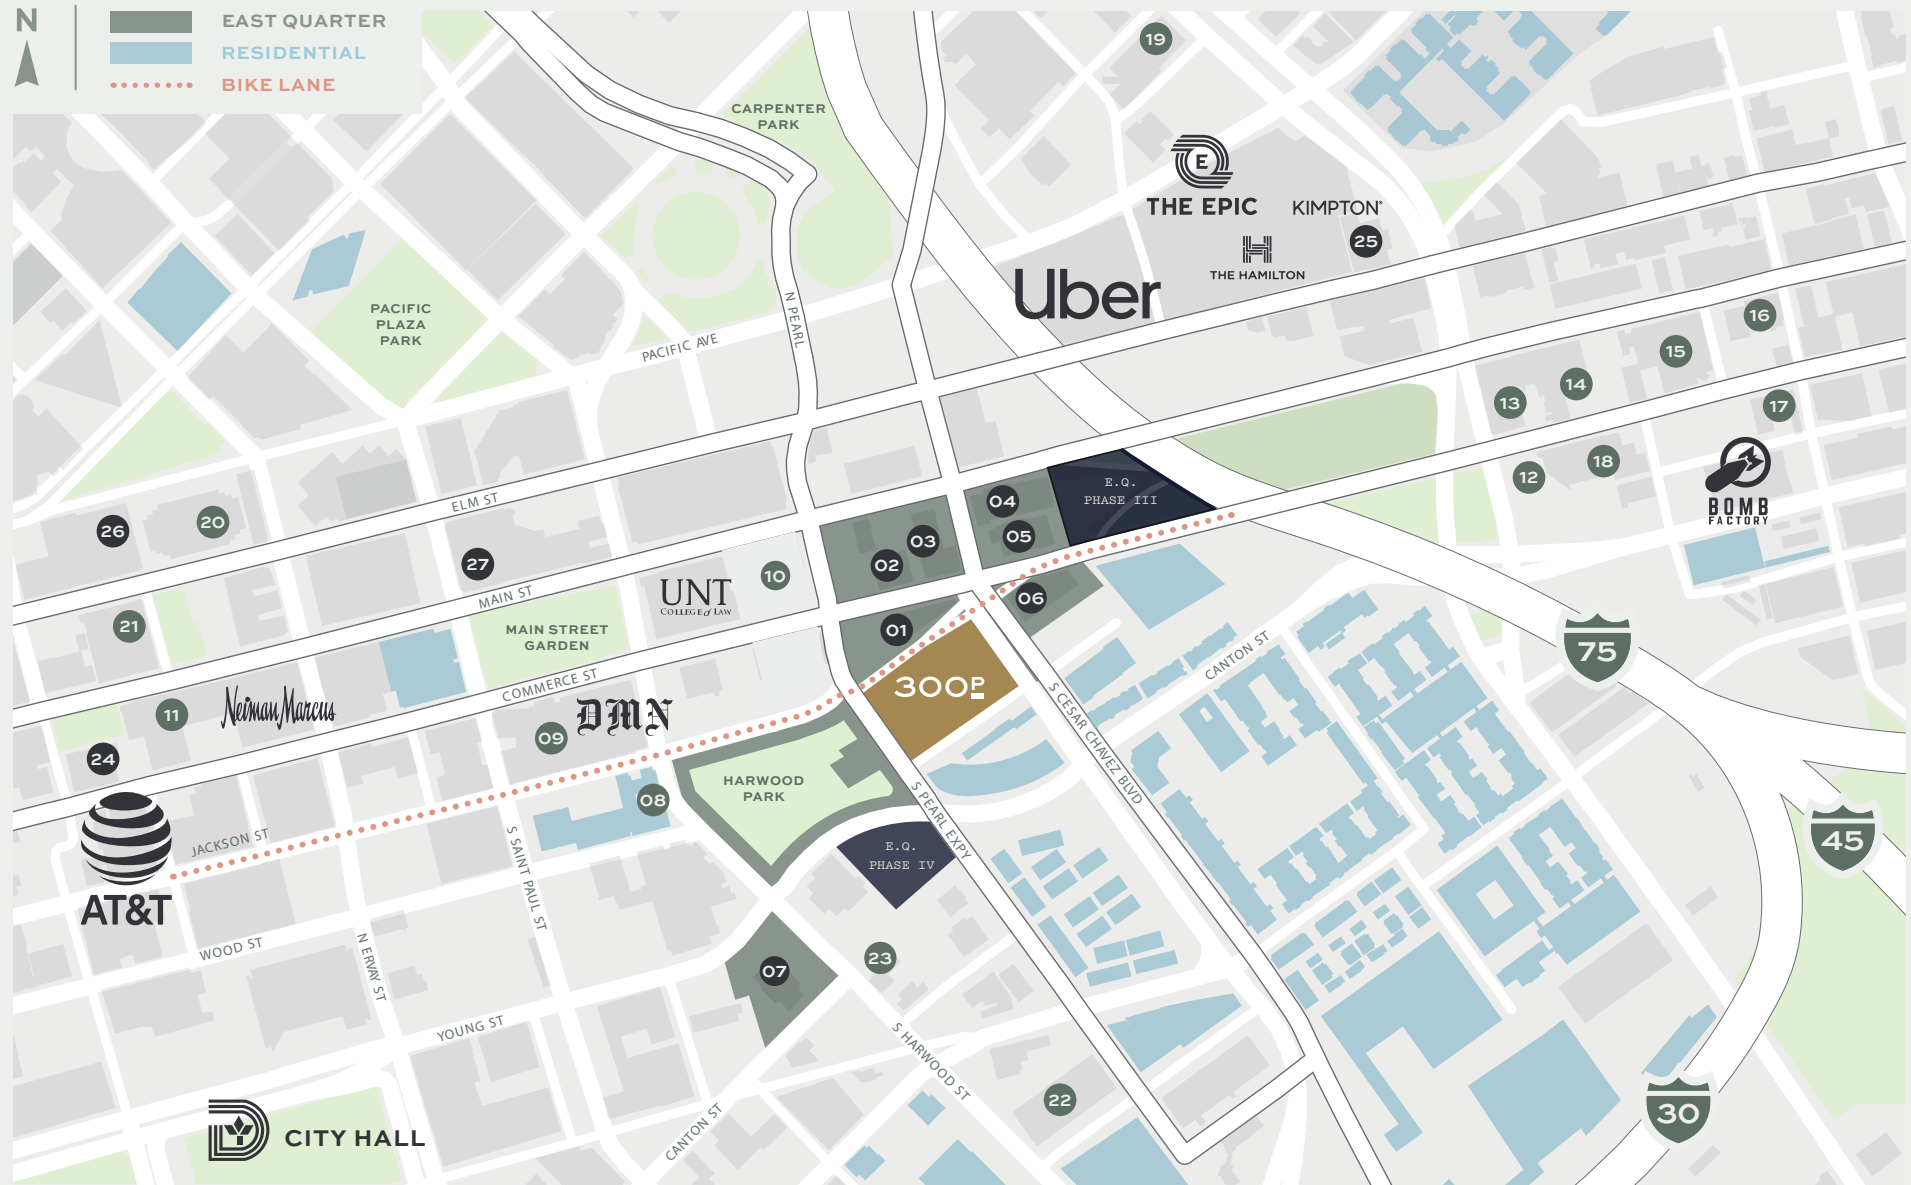 N
EAST QUARTER
RESIDENTIAL
BIKE LANE
19
CARPENTER
PARK
E
THE EPIC
KIMPTON
25
H
THE HAMILTON
Uber
PACIFIC
PLAZA
PARK
N PEARL
PACIFIC AVE
16
15
14
13
17
18
12
BOMB
FACTORY
ELM ST
26
20
27
04
E.Q.
PHASE III
05
03
02
10
UNT
COLLEGE of LAW
MAIN ST
06
21
MAIN STREET
GARDEN
01
COMMERCE ST
CANTON ST
75
300P
S CESAR CHAVEZ BLVD
11
Neiman Marcus
09
DMN
24
HARWOOD
PARK
08
S PEARL EXPY
JACKSON ST
AT&T
S SAINT PAUL ST
E.Q.
PHASE IV
45
WOOD ST
N ERVAY ST
07
23
YOUNG ST
S HARWOOD ST
22
30
D
CITY HALL
CANTON ST